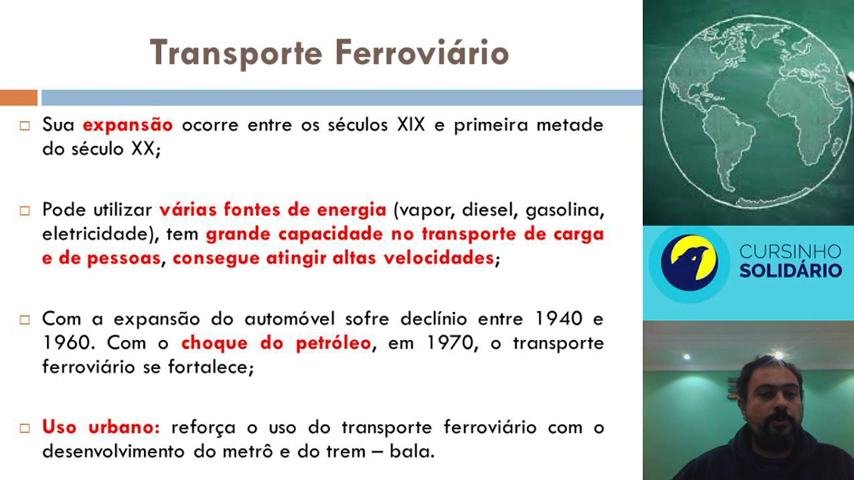 Transporte Ferroviário
Sua expansão ocorre entre os séculos XIX e primeira metade
do século XX;
Pode utilizar várias fontes de energia (vapor, diesel, gasolina,
eletricidade), tem grande capacidade no transporte de carga
e de pessoas, consegue atingir altas velocidades;
Com a expansão do automóvel sofre declínio entre 1940 e
1960. Com o choque do petróleo, em 1970, o transporte
ferroviário se fortalece;
Uso urbano: reforça o uso do transporte ferroviário com o
desenvolvimento do metrô e do trem – bala.
CURSINHO
SOLIDÁRIO